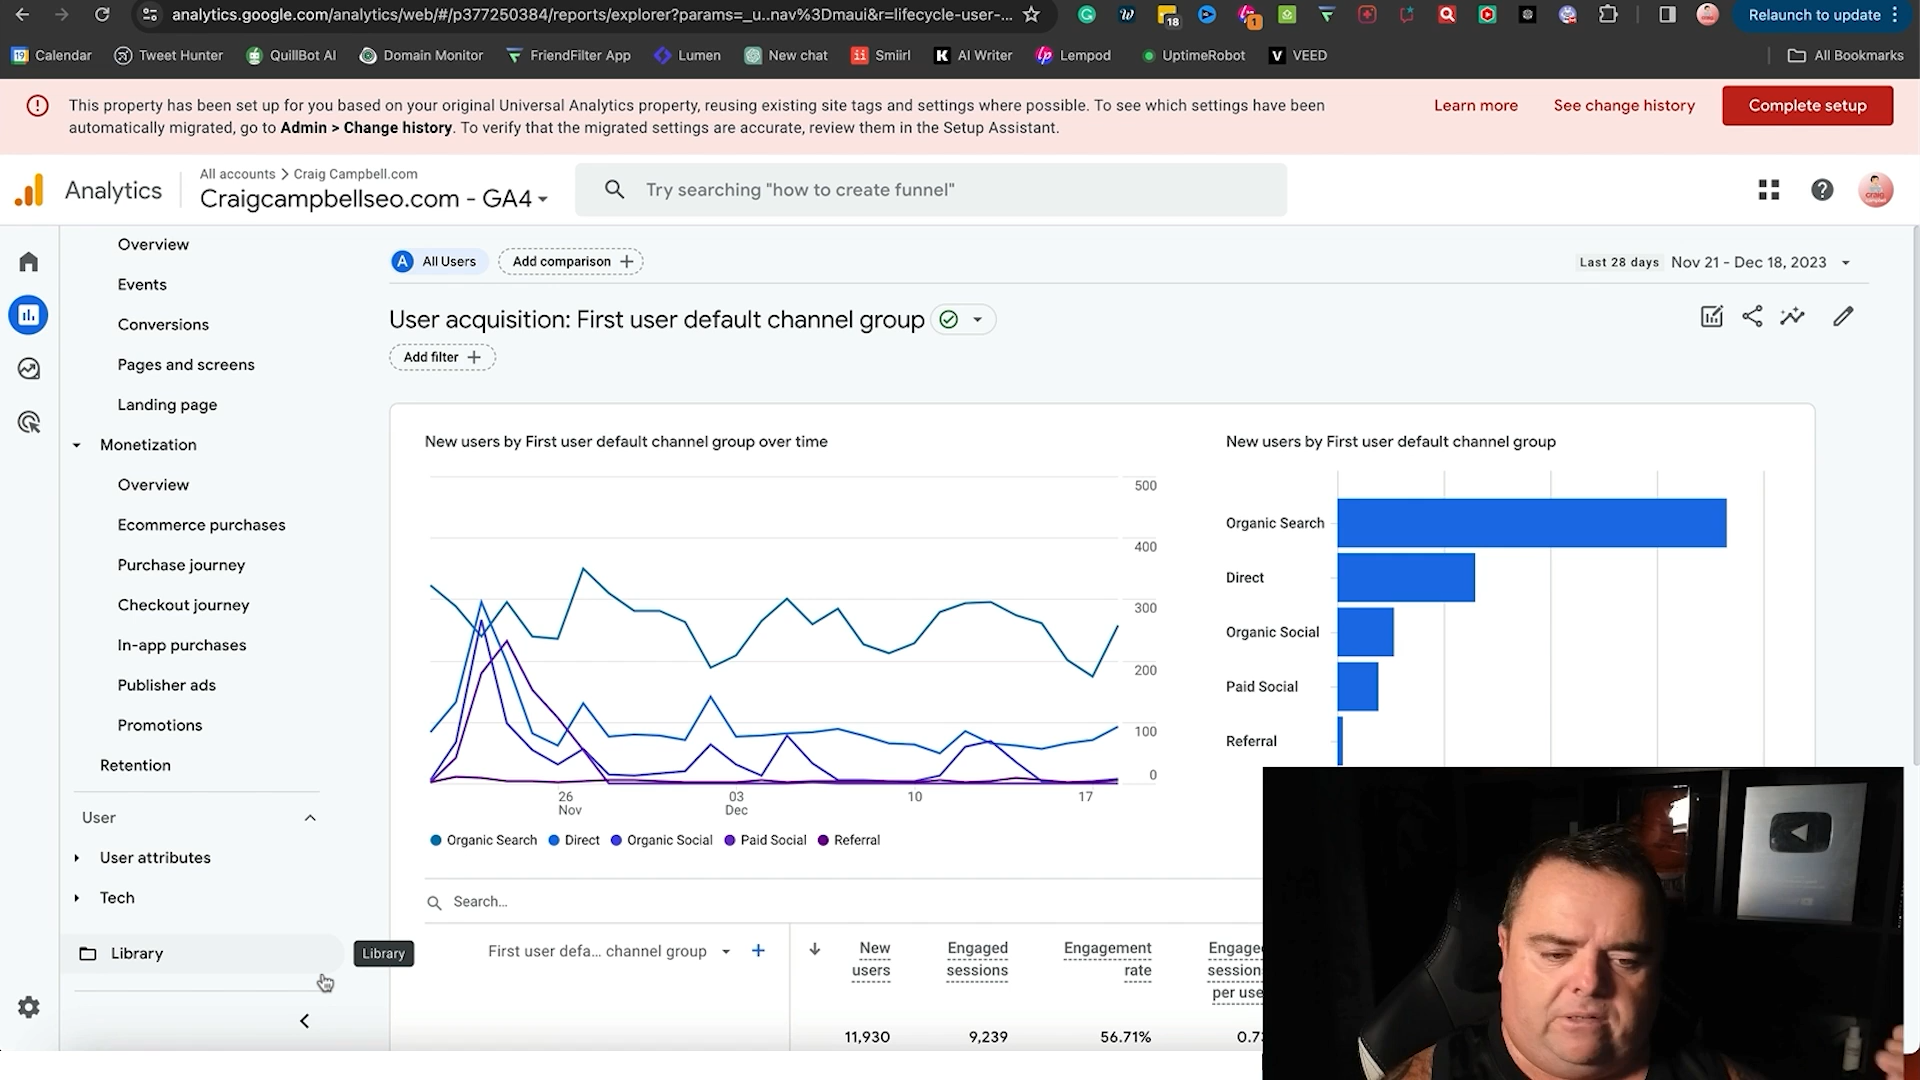 analytics.google.com/analytics/web/#/p377250384/reports/explorer?params=_u..nav%3Dmaui&r=lifecycle-user-...
18
1
Relaunch to update
19
Calendar
Tweet Hunter
QuillBot AI
Domain Monitor
FriendFilter App
Lumen
New chat
Smiirl
AI Writer
Lempod
UptimeRobot
VEED
All Bookmarks
This property has been set up for you based on your original Universal Analytics property, reusing existing site tags and settings where possible. To see which settings have been
automatically migrated, go to Admin > Change history. To verify that the migrated settings are accurate, review them in the Setup Assistant.
Learn more
See change history
Complete setup
Analytics
All accounts > Craig Campbell.com
Craigcampbellseo.com - GA4
Try searching "how to create funnel"
Overview
Events
Conversions
Pages and screens
Landing page
Monetization
Overview
Ecommerce purchases
Purchase journey
Checkout journey
In-app purchases
Publisher ads
Promotions
Retention
User
User attributes
Tech
Library
Library
A All Users
Add comparison +
Last 28 days Nov 21 - Dec 18, 2023
User acquisition: First user default channel group
Add filter +
New users by First user default channel group over time
500
400
300
200
100
0
26
Nov
03
Dec
10
17
Organic Search
Direct
Organic Social
Paid Social
Referral
New users by First user default channel group
Organic Search
Direct
Organic Social
Paid Social
Referral
Search...
First user defa... channel group
New
users
Engaged
sessions
Engagement
rate
11,930
9,239
56.71%